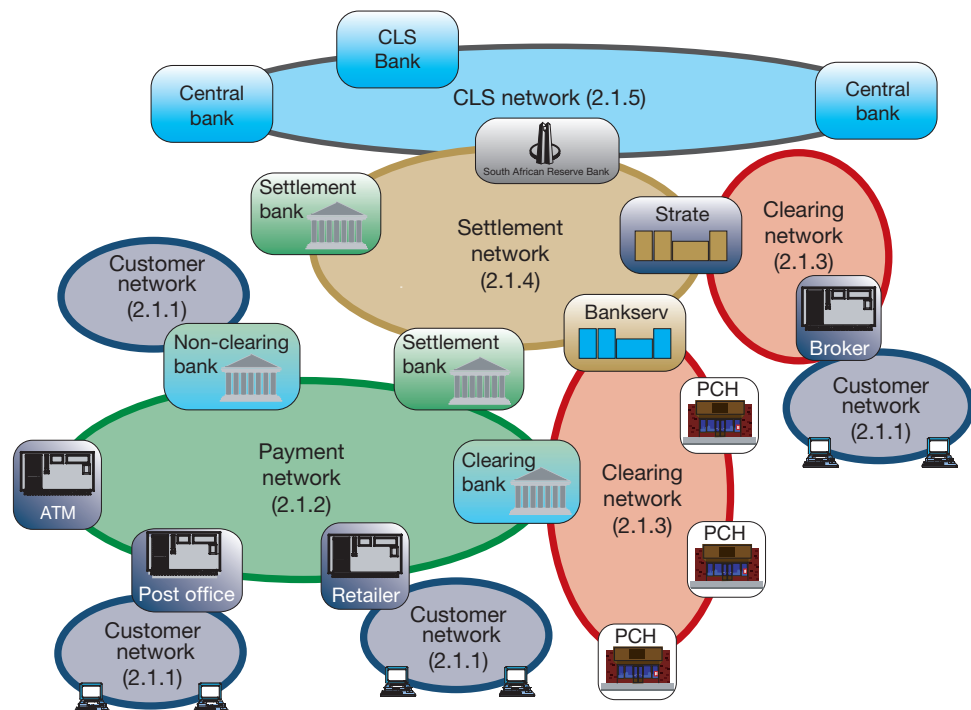 CLS
Bank
Central
bank
CLS network (2.1.5)
Central
bank
South African Reserve Bank
Settlement
bank
Settlement
network
(2.1.4)
Strate
Clearing
network
(2.1.3)
Customer
network
(2.1.1)
Broker
Bankserv
Non-clearing
bank
Settlement
bank
PCH
Customer
network
(2.1.1)
Payment
network
(2.1.2)
Clearing
bank
Clearing
network
(2.1.3)
ATM
PCH
Post office
Retailer
Customer
network
(2.1.1)
Customer
network
(2.1.1)
PCH